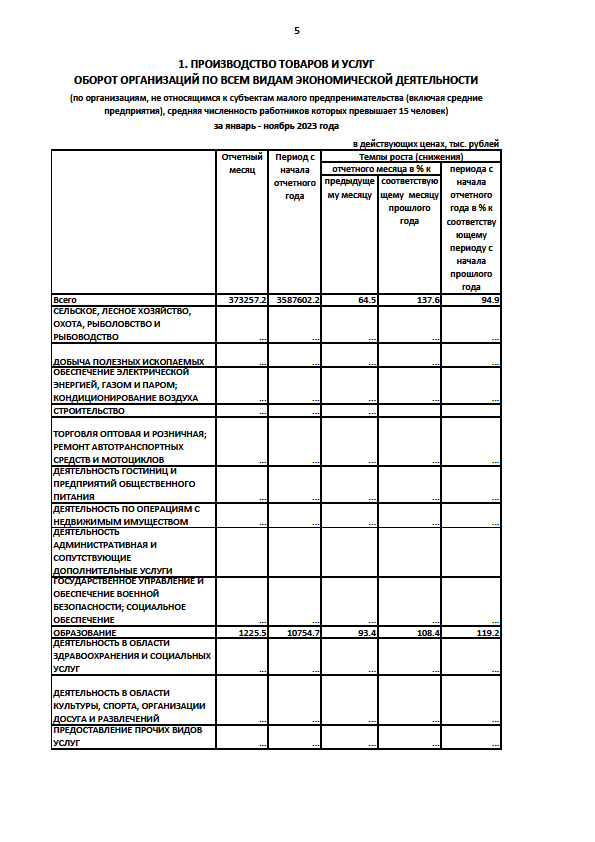 5
1. ПРОИЗВОДСТВО ТОВАРОВ И УСЛУГ
ОБОРОТ ОРГАНИЗАЦИЙ ПО ВСЕМ ВИДАМ ЭКОНОМИЧЕСКОЙ ДЕЯТЕЛЬНОСТИ
(по организациям, не относящимся к субъектам малого предпренимательства (включая средние
предприятия), средняя численность работников которых превышает 15 человек)
за январь - ноябрь 2023 года
в действующих ценах, тыс. рублей
Отчетный
месяц
Период с
начала
отчетного
года
Темпы роста (снижения)
отчетного месяца в % к
предыдуще
му месяцу
соответствую
щему месяцу
прошлого
года
периода с
начала
отчетного
года в % к
соответству
ющему
периоду с
начала
прошлого
года
Всего 373257.2 3587602.2 64.5 137.6 94.9
СЕЛЬСКОЕ, ЛЕСНОЕ ХОЗЯЙСТВО,
ОХОТА, РЫБОЛОВСТВО И
РЫБОВОДСТВО ... ... ... ... ...
ДОБЫЧА ПОЛЕЗНЫХ ИСКОПАЕМЫХ ... ... ... ... ...
ОБЕСПЕЧЕНИЕ ЭЛЕКТРИЧЕСКОЙ
ЭНЕРГИЕЙ, ГАЗОМ И ПАРОМ;
КОНДИЦИОНИРОВАНИЕ ВОЗДУХА ... ... ... ... ...
СТРОИТЕЛЬСТВО ... ... ...
ТОРГОВЛЯ ОПТОВАЯ И РОЗНИЧНАЯ;
РЕМОНТ АВТОТРАНСПОРТНЫХ
СРЕДСТВ И МОТОЦИКЛОВ ... ... ... ... ...
ДЕЯТЕЛЬНОСТЬ ГОСТИНИЦ И
ПРЕДПРИЯТИЙ ОБЩЕСТВЕННОГО
ПИТАНИЯ ... ... ... ... ...
ДЕЯТЕЛЬНОСТЬ ПО ОПЕРАЦИЯМ С
НЕДВИЖИМЫМ ИМУЩЕСТВОМ ... ... ... ... ...
ДЕЯТЕЛЬНОСТЬ
АДМИНИСТРАТИВНАЯ И
СОПУТСТВУЮЩИЕ
ДОПОЛНИТЕЛЬНЫЕ УСЛУГИ
ГОСУДАРСТВЕННОЕ УПРАВЛЕНИЕ И
ОБЕСПЕЧЕНИЕ ВОЕННОЙ
БЕЗОПАСНОСТИ; СОЦИАЛЬНОЕ
ОБЕСПЕЧЕНИЕ ... ... ... ... ...
ОБРАЗОВАНИЕ 1225.5 10754.7 93.4 108.4 119.2
ДЕЯТЕЛЬНОСТЬ В ОБЛАСТИ
ЗДРАВООХРАНЕНИЯ И СОЦИАЛЬНЫХ
УСЛУГ ... ... ... ... ...
ДЕЯТЕЛЬНОСТЬ В ОБЛАСТИ
КУЛЬТУРЫ, СПОРТА, ОРГАНИЗАЦИИ
ДОСУГА И РАЗВЛЕЧЕНИЙ ... ... ... ... ...
ПРЕДОСТАВЛЕНИЕ ПРОЧИХ ВИДОВ
УСЛУГ ... ... ... ... ...